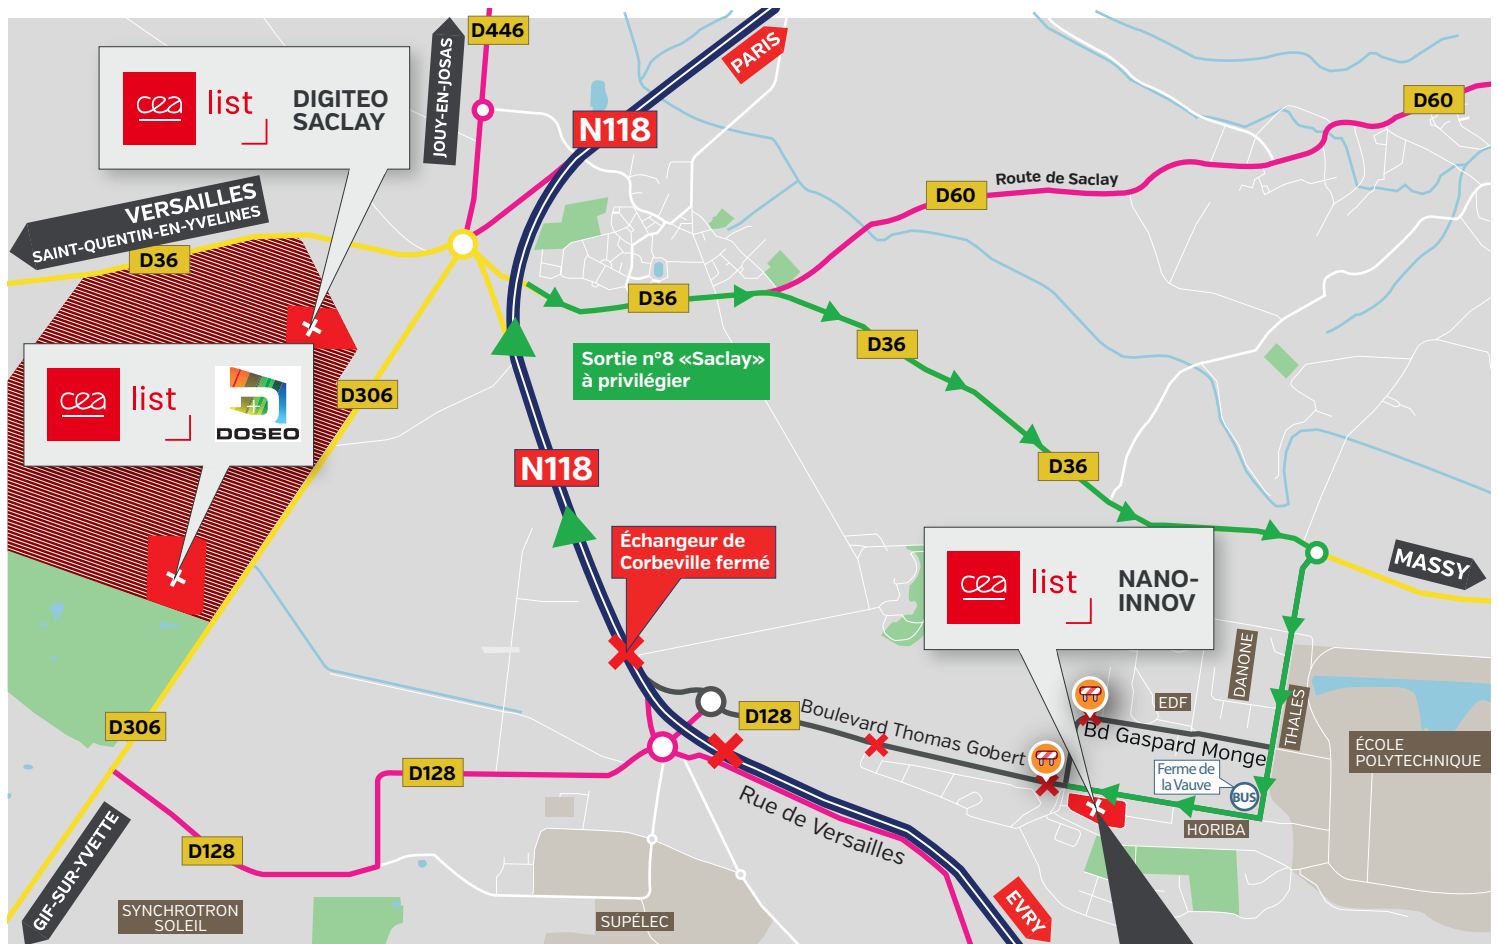 D446
JOUY-EN-JOSAS
PARIS
cea
list
DIGITEO
SACLAY
N118
D60
Route de Saclay
D60
VERSAILLES
SAINT-QUENTIN-EN-YVELINES
D36
D36
D36
Sortie n°8 «Saclay»
à privilégier
cea
list
DOSEO
D306
N118
D36
Échangeur de
Corbeville fermé
MASSY
cea
list
NANO-
INNOV
DANONE
EDF
THALES
D306
D128
Boulevard Thomas Gobert
Bd Gaspard Monge
ÉCOLE
POLYTECHNIQUE
Ferme de
la Vauve
BUS
HORIBA
D128
Rue de Versailles
D128
GIF-SUR-YVETTE
SYNCHROTRON
SOLEIL
SUPÉLEC
EVRY